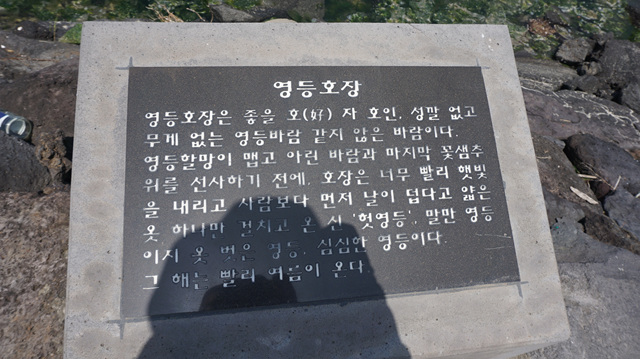 영등호장
영등호장은 좋을 호(好) 자 호인, 성깔 없고
무게 없는 영등바람 같지 않은 바람이다.
영등할망이 맵고 아린 바람과 마지막 꽃샘추
위를 선사하기 전에, 호장은 너무 빨리 햇빛
을 내리고 사람보다 먼저 날이 덥다고 얇은
옷 하나만 걸치고 온 신 '헛영등', 말만 영등
이지 옷 벗은 영등, 심심한 영등이다.
그 해는 빨리 여름이 온다.